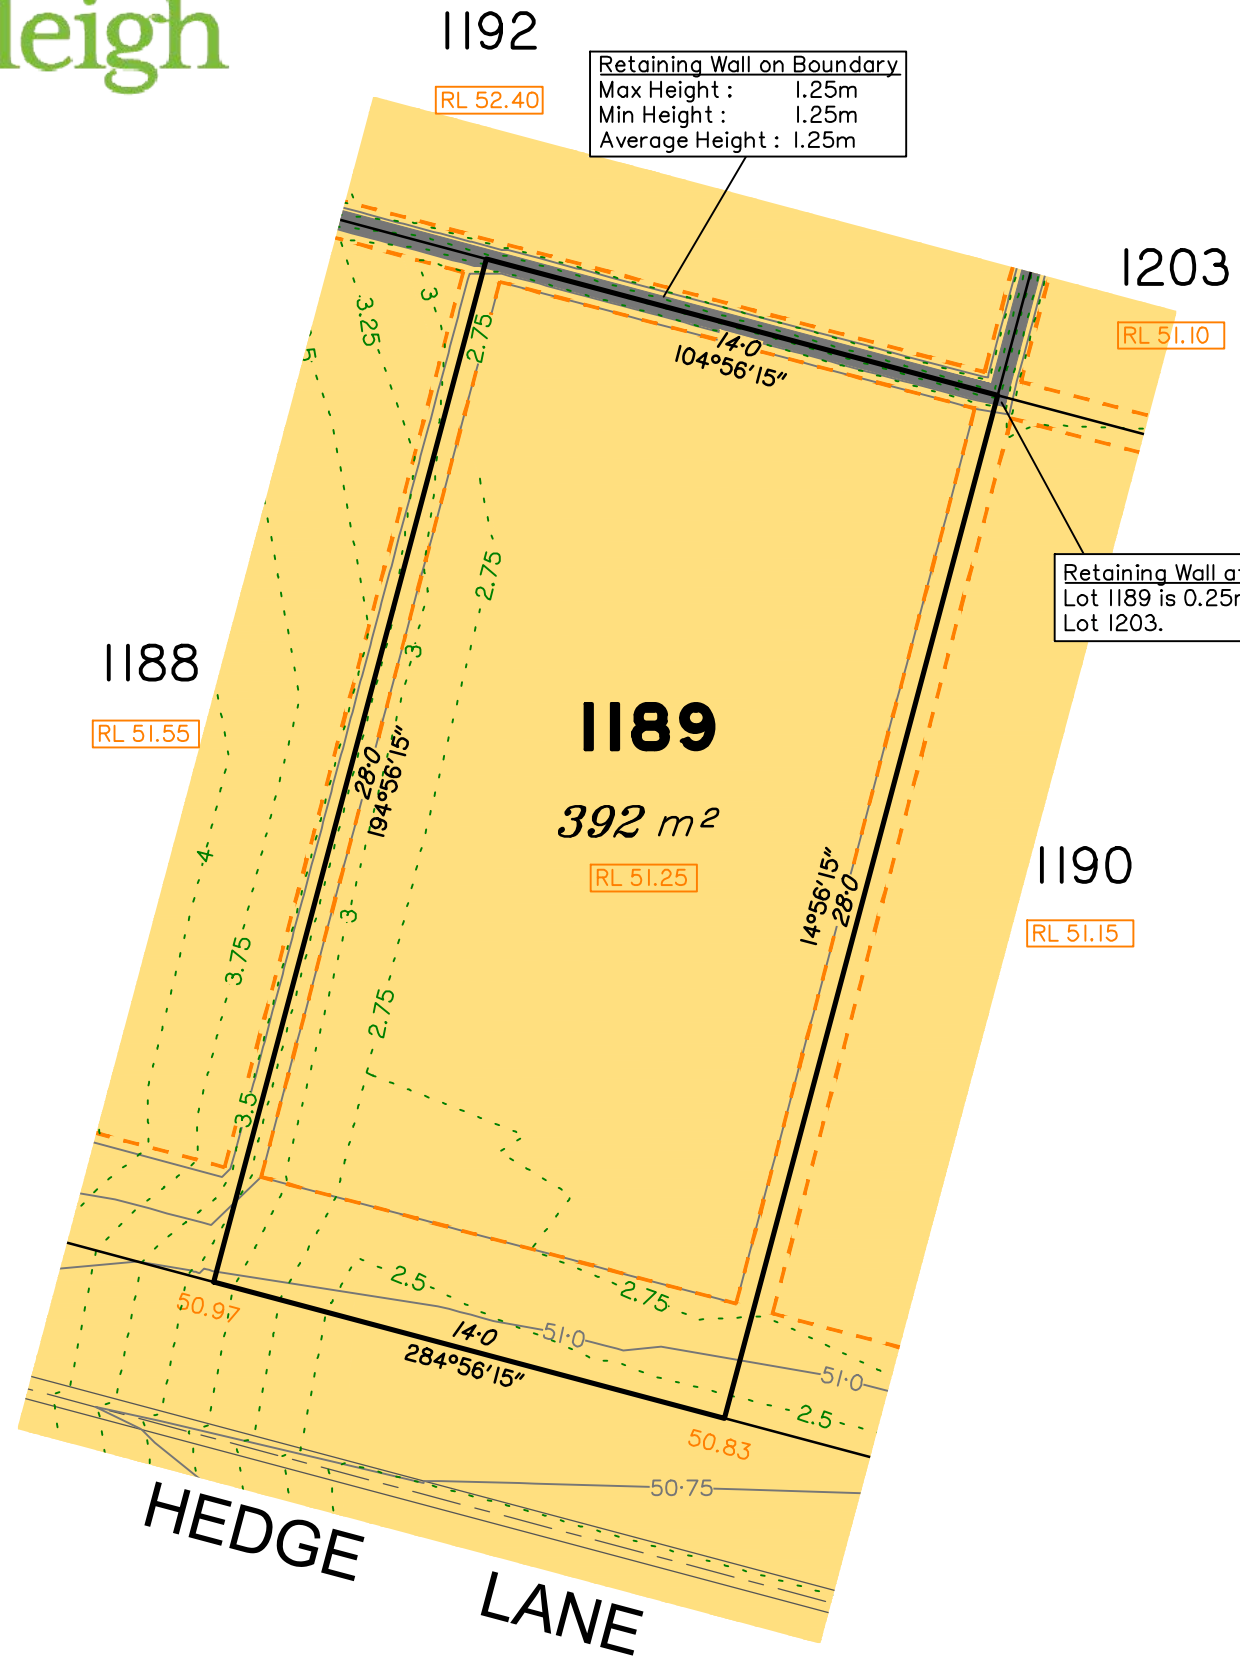 leigh
1192
RL 52.40
Retaining Wall on Boundary
Max Height : 1.25m
Min Height : 1.25m
Average Height : 1.25m
1203
RL 51.10
3.25
3
2.75
5
14·0
104°56'15"
2.75
Retaining Wall at
Lot 1189 is 0.25m
Lot 1203.
3
1188
RL 51.55
1189
392 m²
RL 51.25
28·0
194°56'15"
14°56'15"
28·0
1190
RL 51.15
4
3.75
3
2.75
3.5
2.5
2.75
50.97
14·0
284°56'15"
51·0
51·0
2.5
50.83
50·75
HEDGE LANE